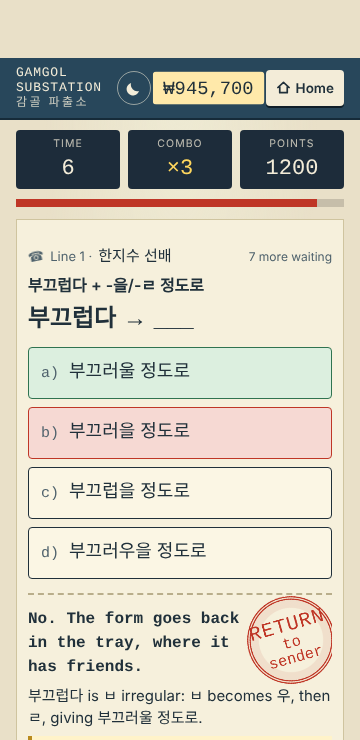 GAMGOL
SUBSTATION
감골 파출소
₩945,700
Home
TIME
6
COMBO
×3
POINTS
1200
☎ Line 1 · 한지수 선배
7 more waiting
부끄럽다 + -을/-ㄹ 정도로
부끄럽다 → ____
a) 부끄러울 정도로
b) 부끄러을 정도로
c) 부끄럽을 정도로
d) 부끄러우을 정도로
No. The form goes back
in the tray, where it
has friends.
RETURN
to
sender
부끄럽다 is ㅂ irregular: ㅂ becomes 우, then
ㄹ, giving 부끄러울 정도로.